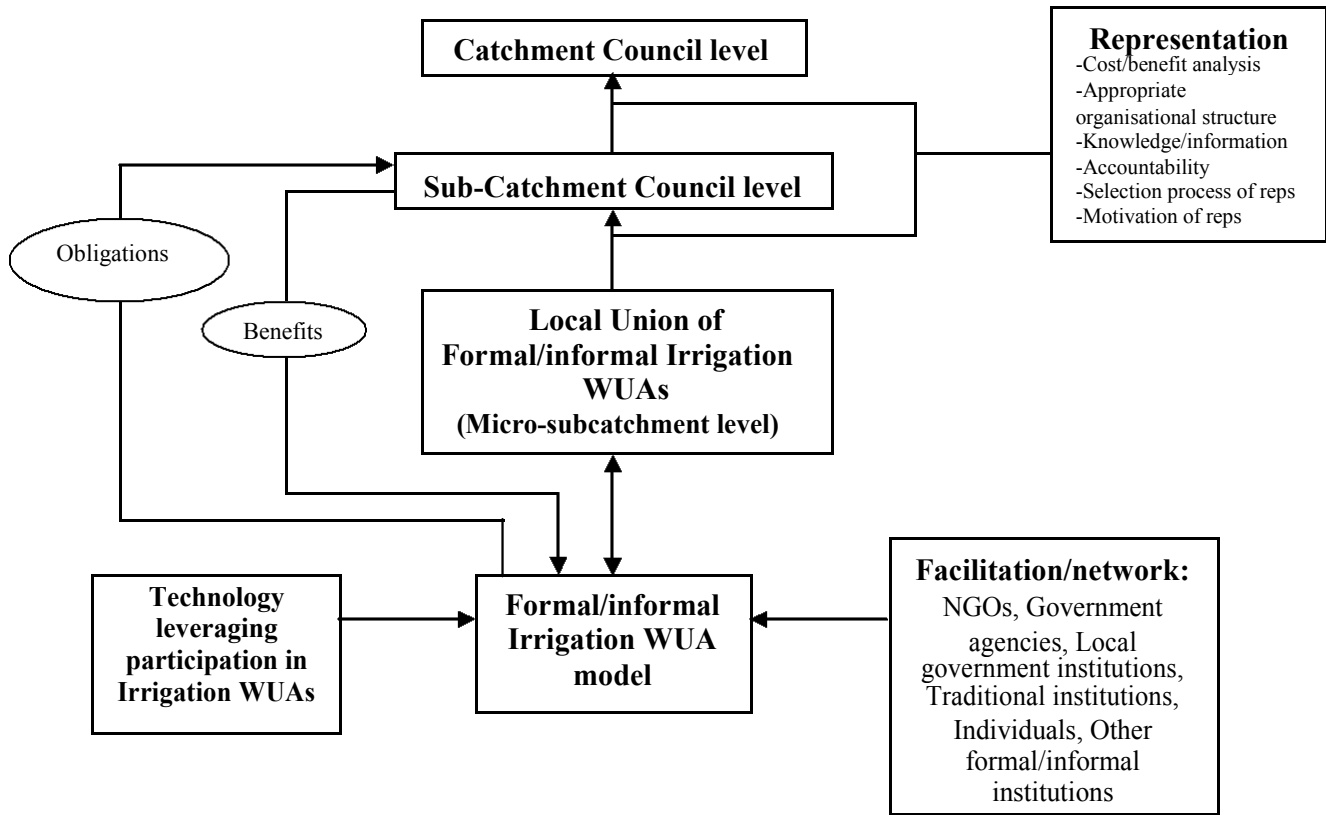 Catchment Council level
Representation
-Cost/benefit analysis
-Appropriate
organisational structure
-Knowledge/information
-Accountability
-Selection process of reps
-Motivation of reps
Sub-Catchment Council level
Obligations
Benefits
Local Union of
Formal/informal Irrigation
WUAs
(Micro-subcatchment level)
Technology
leveraging
participation in
Irrigation WUAs
Formal/informal
Irrigation WUA
model
Facilitation/network:
NGOs, Government
agencies, Local
government institutions,
Traditional institutions,
Individuals, Other
formal/informal
institutions